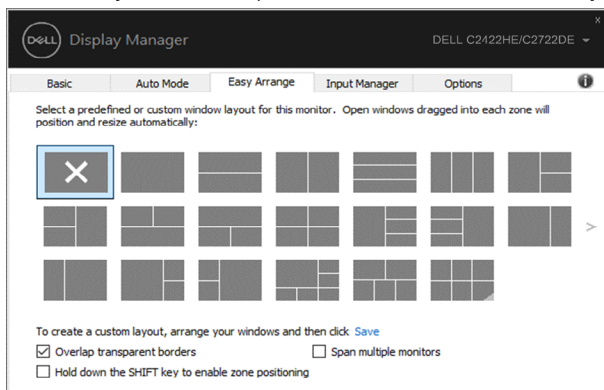 DELL Display Manager DELL C2422HE/C2722DE
Basic Auto Mode Easy Arrange Input Manager Options
Select a predefined or custom window layout for this monitor. Open windows dragged into each zone will
position and resize automatically:
To create a custom layout, arrange your windows and then click Save
Overlap transparent borders Span multiple monitors
Hold down the SHIFT key to enable zone positioning